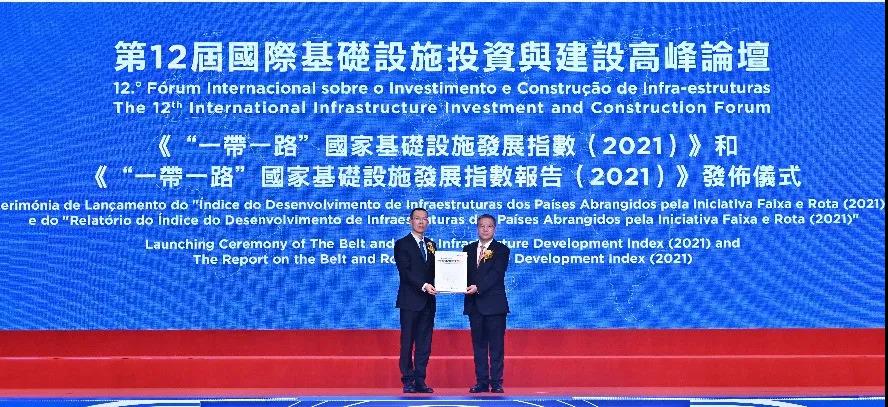 第12屆國際基礎設施投資與建設高峰論壇
12.º Fórum Internacional sobre o Investimento e Construção de Infra-estruturas
The 12th International Infrastructure Investment and Construction Forum
《“一帶一路”國家基礎設施發展指數（2021）》和
《“一帶一路”國家基礎設施發展指數報告（2021）》發佈儀式
erimónia de Lançamento do "Índice do Desenvolvimento de Infraestruturas dos Países Abrangidos pela Iniciativa Faixa e Rota (2021)
e do "Relatório do Índice do Desenvolvimento de Infraestruturas dos Países Abrangidos pela Iniciativa Faixa e Rota (2021)"
Launching Ceremony of The Belt and Development Index (2021) and
The Report on the Belt and Development Index (2021)